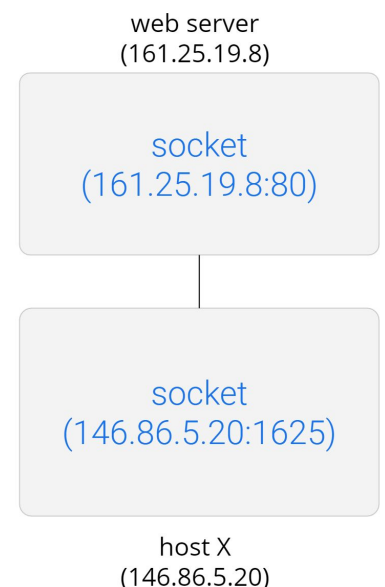 web server
(161.25.19.8)
socket
(161.25.19.8:80)
socket
(146.86.5.20:1625)
host X
(146.86.5.20)